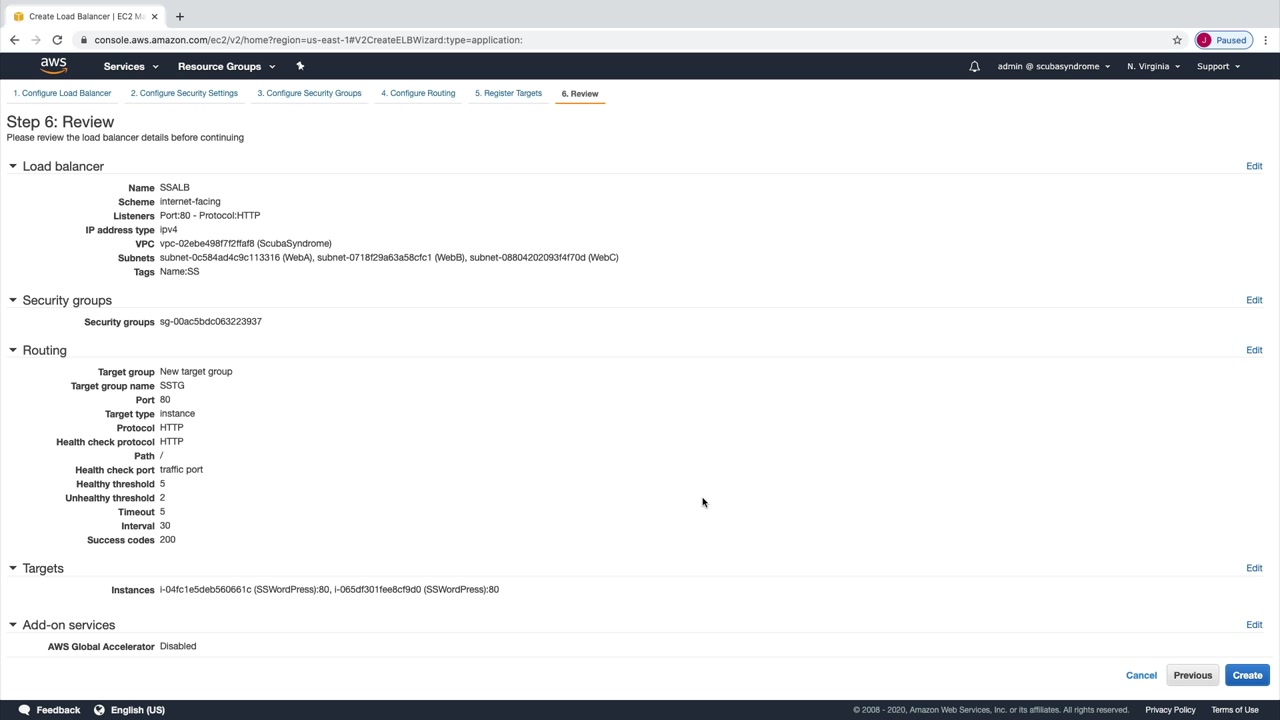 Create Load Balancer | EC2 Ma
console.aws.amazon.com/ec2/v2/home?region=us-east-1#V2CreateELBWizard:type=application:
J Paused
aws Services Resource Groups admin @ scubasyndrome N. Virginia Support
1. Configure Load Balancer 2. Configure Security Settings 3. Configure Security Groups 4. Configure Routing 5. Register Targets 6. Review
Step 6: Review
Please review the load balancer details before continuing
Load balancer Edit
Name SSALB
Scheme internet-facing
Listeners Port:80 - Protocol:HTTP
IP address type ipv4
VPC vpc-02ebe498f7f2ffaf8 (ScubaSyndrome)
Subnets subnet-0c584ad4c9c113316 (WebA), subnet-0718f29a63a58cfc1 (WebB), subnet-08804202093f4f70d (WebC)
Tags Name:SS
Security groups Edit
Security groups sg-00ac5bdc063223937
Routing Edit
Target group New target group
Target group name SSTG
Port 80
Target type instance
Protocol HTTP
Health check protocol HTTP
Path /
Health check port traffic port
Healthy threshold 5
Unhealthy threshold 2
Timeout 5
Interval 30
Success codes 200
Targets Edit
Instances i-04fc1e5deb560661c (SSWordPress):80, i-065df301fee8cf9d0 (SSWordPress):80
Add-on services Edit
AWS Global Accelerator Disabled
Cancel Previous Create
Feedback English (US) © 2008 - 2020, Amazon Web Services, Inc. or its affiliates. All rights reserved. Privacy Policy Terms of Use